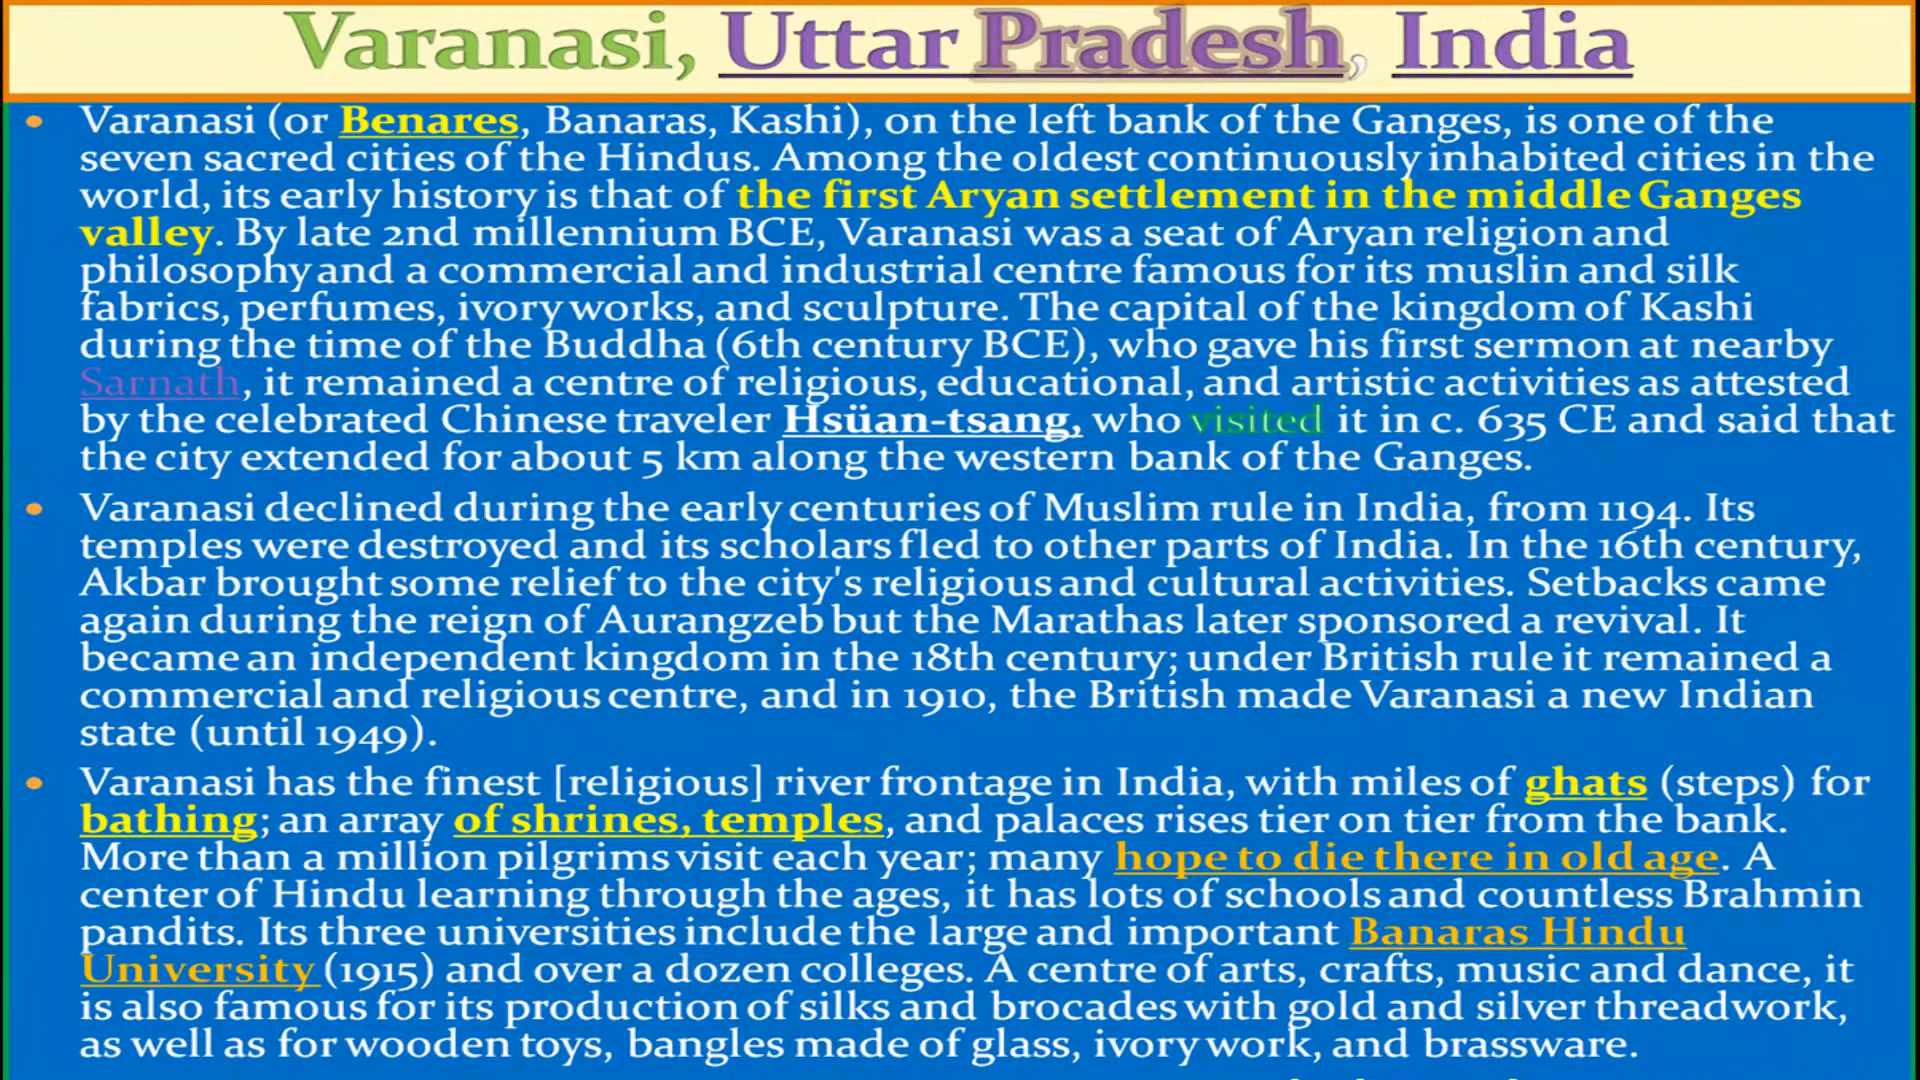 Varanasi, Uttar Pradesh, India
• Varanasi (or Benares, Banaras, Kashi), on the left bank of the Ganges, is one of the
seven sacred cities of the Hindus. Among the oldest continuously inhabited cities in the
world, its early history is that of the first Aryan settlement in the middle Ganges
valley. By late 2nd millennium BCE, Varanasi was a seat of Aryan religion and
philosophy and a commercial and industrial centre famous for its muslin and silk
fabrics, perfumes, ivory works, and sculpture. The capital of the kingdom of Kashi
during the time of the Buddha (6th century BCE), who gave his first sermon at nearby
Sarnath, it remained a centre of religious, educational, and artistic activities as attested
by the celebrated Chinese traveler Hsüan-tsang, who visited it in c. 635 CE and said that
the city extended for about 5 km along the western bank of the Ganges.
• Varanasi declined during the early centuries of Muslim rule in India, from 1194. Its
temples were destroyed and its scholars fled to other parts of India. In the 16th century,
Akbar brought some relief to the city's religious and cultural activities. Setbacks came
again during the reign of Aurangzeb but the Marathas later sponsored a revival. It
became an independent kingdom in the 18th century; under British rule it remained a
commercial and religious centre, and in 1910, the British made Varanasi a new Indian
state (until 1949).
• Varanasi has the finest [religious] river frontage in India, with miles of ghats (steps) for
bathing; an array of shrines, temples, and palaces rises tier on tier from the bank.
More than a million pilgrims visit each year; many hope to die there in old age. A
center of Hindu learning through the ages, it has lots of schools and countless Brahmin
pandits. Its three universities include the large and important Banaras Hindu
University (1915) and over a dozen colleges. A centre of arts, crafts, music and dance, it
is also famous for its production of silks and brocades with gold and silver threadwork,
as well as for wooden toys, bangles made of glass, ivory work, and brassware.